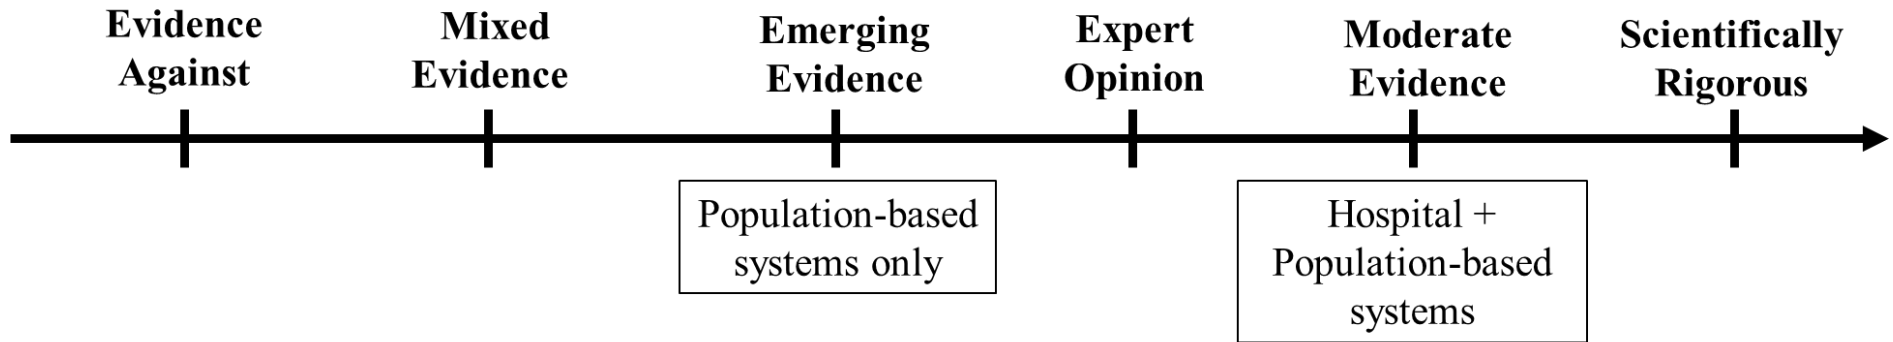 Evidence
Against
Mixed
Evidence
Emerging
Evidence
Expert
Opinion
Moderate
Evidence
Scientifically
Rigorous
Population-based
systems only
Hospital +
Population-based
systems